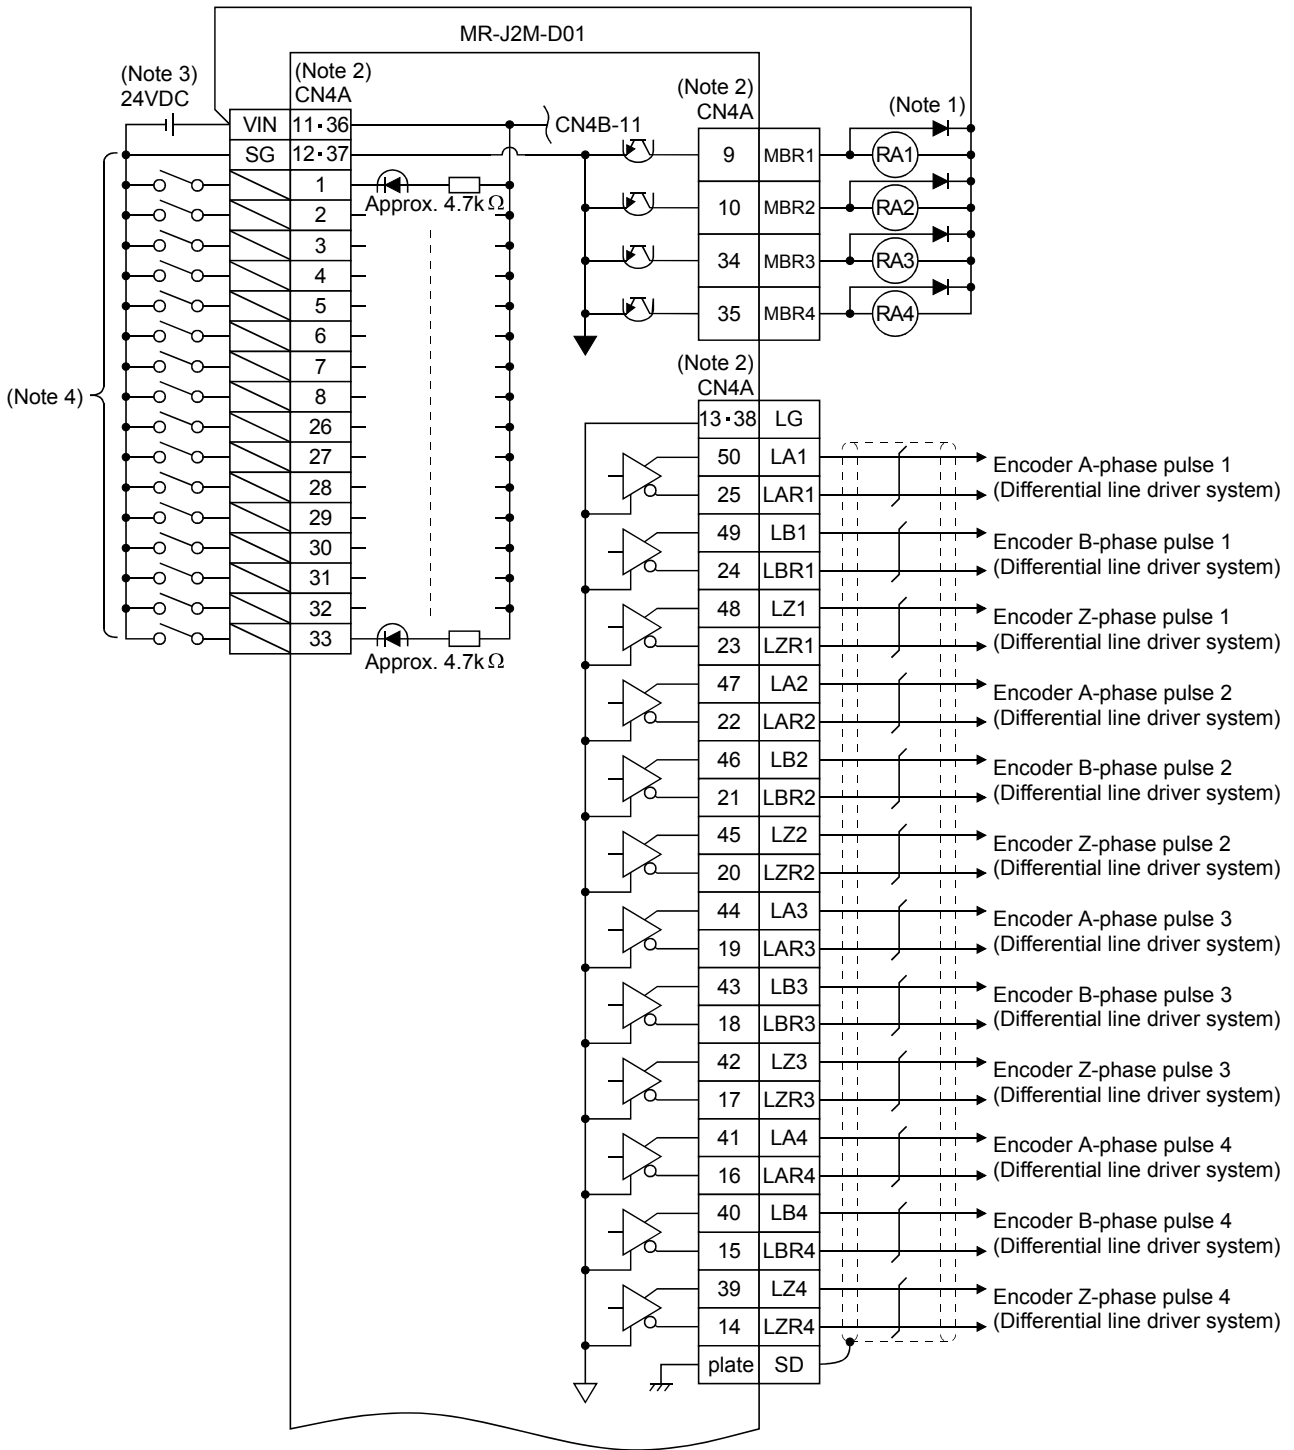 MR-J2M-D01
(Note 3)
24VDC
(Note 2)
CN4A
VIN 11▪36
SG 12▪37
1
2
3
4
5
6
7
8
26
27
28
29
30
31
32
33
(Note 4)
Approx. 4.7kΩ
Approx. 4.7kΩ
CN4B-11
(Note 2)
CN4A
(Note 1)
9 MBR1 RA1
10 MBR2 RA2
34 MBR3 RA3
35 MBR4 RA4
(Note 2)
CN4A
13▪38 LG
50 LA1
25 LAR1
Encoder A-phase pulse 1
(Differential line driver system)
49 LB1
24 LBR1
Encoder B-phase pulse 1
(Differential line driver system)
48 LZ1
23 LZR1
Encoder Z-phase pulse 1
(Differential line driver system)
47 LA2
22 LAR2
Encoder A-phase pulse 2
(Differential line driver system)
46 LB2
21 LBR2
Encoder B-phase pulse 2
(Differential line driver system)
45 LZ2
20 LZR2
Encoder Z-phase pulse 2
(Differential line driver system)
44 LA3
19 LAR3
Encoder A-phase pulse 3
(Differential line driver system)
43 LB3
18 LBR3
Encoder B-phase pulse 3
(Differential line driver system)
42 LZ3
17 LZR3
Encoder Z-phase pulse 3
(Differential line driver system)
41 LA4
16 LAR4
Encoder A-phase pulse 4
(Differential line driver system)
40 LB4
15 LBR4
Encoder B-phase pulse 4
(Differential line driver system)
39 LZ4
14 LZR4
Encoder Z-phase pulse 4
(Differential line driver system)
plate SD